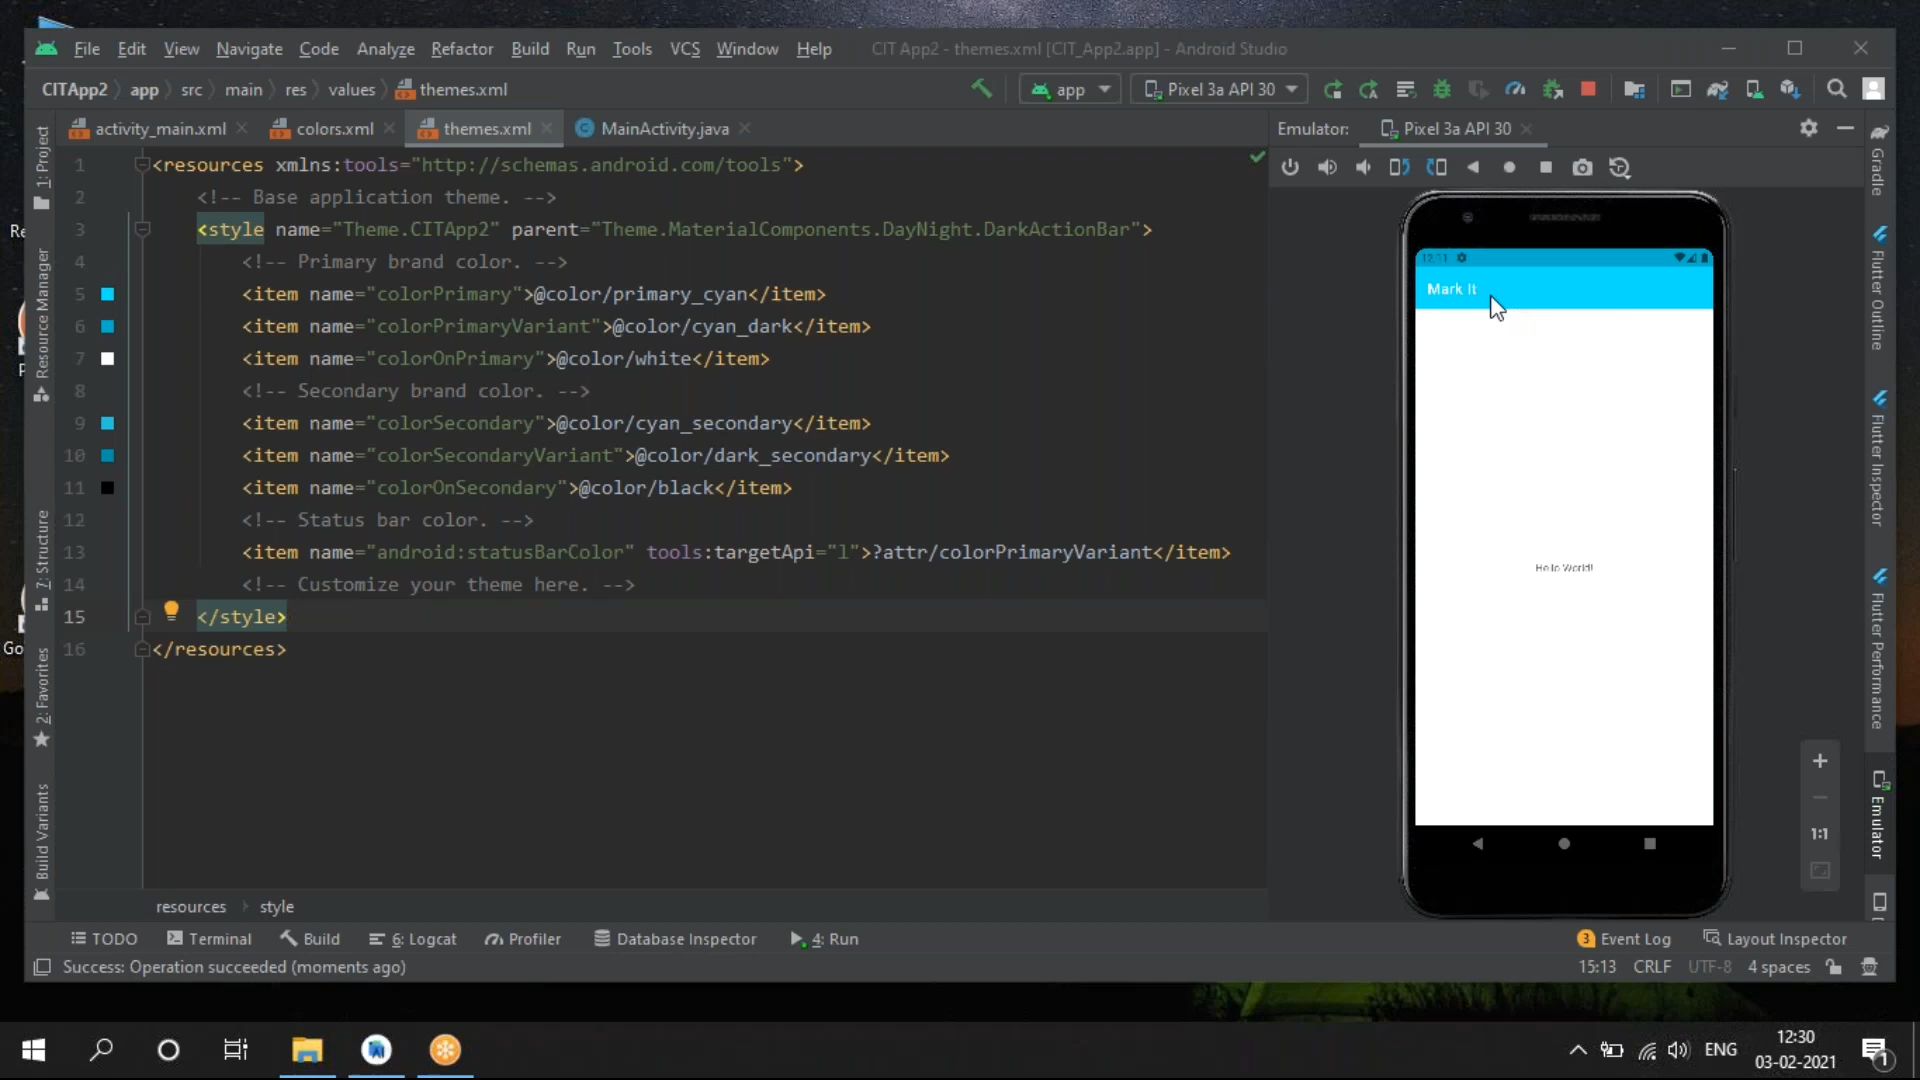 File Edit View Navigate Code Analyze Refactor Build Run Tools VCS Window Help CIT App2 - themes.xml [CIT_App2.app] - Android Studio
CITApp2 app src main res values themes.xml app Pixel 3a API 30
activity_main.xml colors.xml themes.xml MainActivity.java Emulator: Pixel 3a API 30
1 <resources xmlns:tools="http://schemas.android.com/tools">
2 <!-- Base application theme. -->
3 <style name="Theme.CITApp2" parent="Theme.MaterialComponents.DayNight.DarkActionBar">
4 <!-- Primary brand color. -->
5 <item name="colorPrimary">@color/primary_cyan</item>
6 <item name="colorPrimaryVariant">@color/cyan_dark</item>
7 <item name="colorOnPrimary">@color/white</item>
8 <!-- Secondary brand color. -->
9 <item name="colorSecondary">@color/cyan_secondary</item>
10 <item name="colorSecondaryVariant">@color/dark_secondary</item>
11 <item name="colorOnSecondary">@color/black</item>
12 <!-- Status bar color. -->
13 <item name="android:statusBarColor" tools:targetApi="l">?attr/colorPrimaryVariant</item>
14 <!-- Customize your theme here. -->
15 </style>
16 </resources>
1: Project
Resource Manager
7: Structure
2: Favorites
Build Variants
12:11
Mark It
Hello World!
1:1
Gradle
Flutter Outline
Flutter Inspector
Flutter Performance
Emulator
resources style
TODO Terminal Build 6: Logcat Profiler Database Inspector 4: Run 3 Event Log Layout Inspector
Success: Operation succeeded (moments ago) 15:13 CRLF UTF-8 4 spaces
Re
P
Go
ENG
12:30
03-02-2021
1